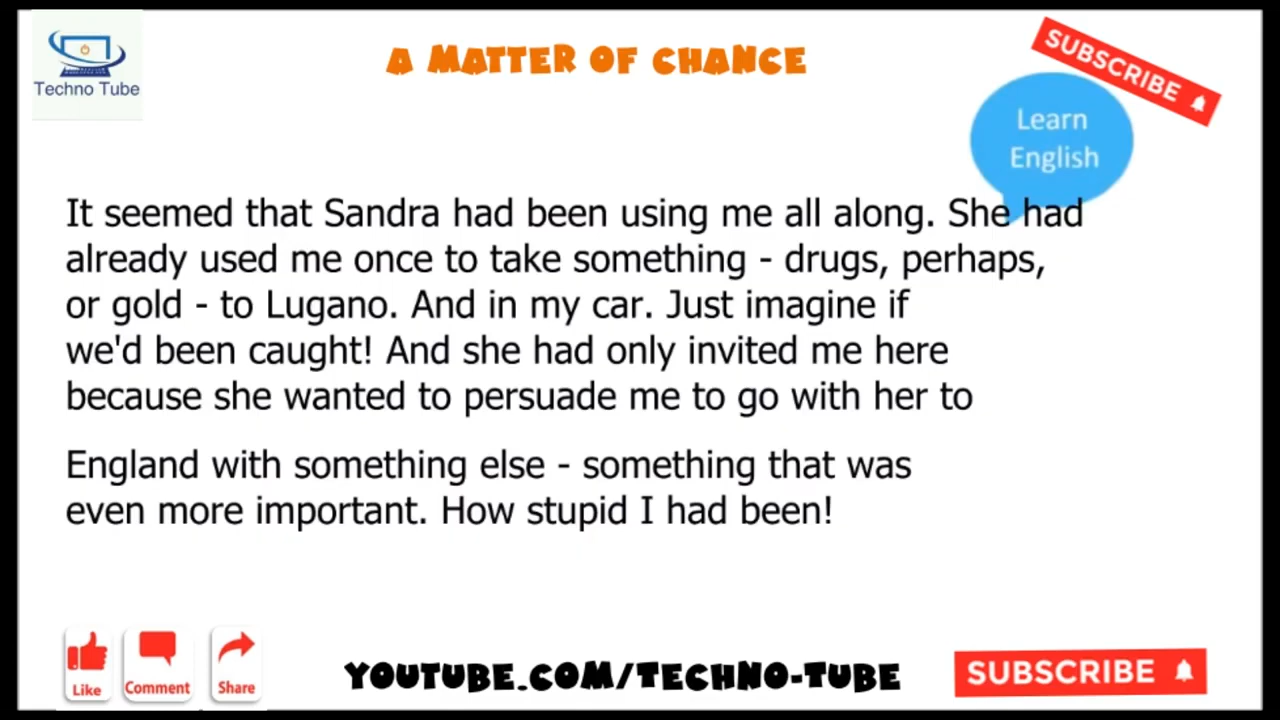 A MATTER OF CHANCE
SUBSCRIBE
Techno Tube
Learn
English
It seemed that Sandra had been using me all along. She had
already used me once to take something - drugs, perhaps,
or gold - to Lugano. And in my car. Just imagine if
we'd been caught! And she had only invited me here
because she wanted to persuade me to go with her to
England with something else - something that was
even more important. How stupid I had been!
Like
Comment
Share
YOUTUBE.COM/TECHNO-TUBE
SUBSCRIBE